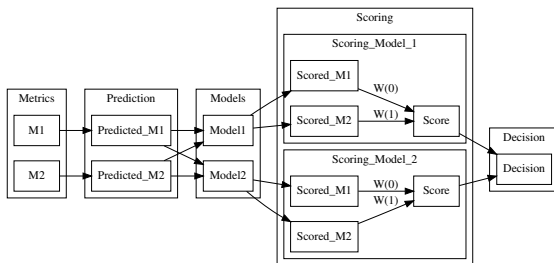 Scoring
Scoring_Model_1
Metrics
Prediction
Models
Scored_M1
W(0)
M1
Predicted_M1
Model1
Scored_M2
W(1)
Score
Decision
M2
Predicted_M2
Model2
Scoring_Model_2
Decision
Scored_M1
W(0)
Score
W(1)
Scored_M2